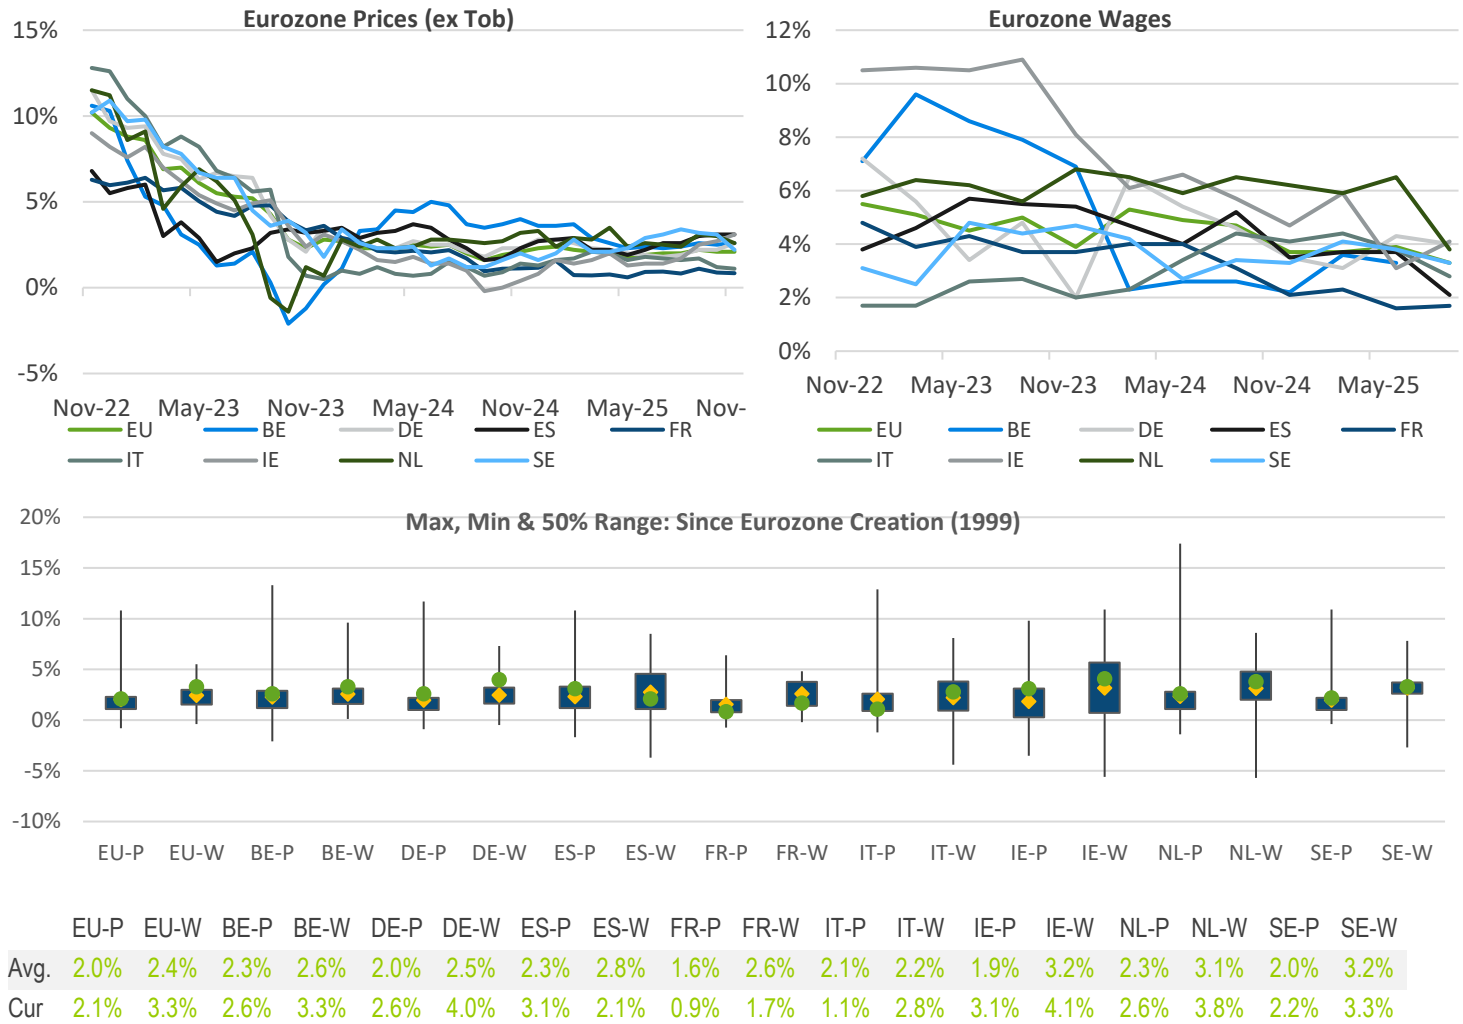 Eurozone Prices (ex Tob)
15%
10%
5%
0%
-5%
Nov-22 May-23 Nov-23 May-24 Nov-24 May-25 Nov-
EU BE DE ES FR
IT IE NL SE
Eurozone Wages
12%
10%
8%
6%
4%
2%
0%
Nov-22 May-23 Nov-23 May-24 Nov-24 May-25
EU BE DE ES FR
IT IE NL SE
Max, Min & 50% Range: Since Eurozone Creation (1999)
20%
15%
10%
5%
0%
-5%
-10%
EU-P EU-W BE-P BE-W DE-P DE-W ES-P ES-W FR-P FR-W IT-P IT-W IE-P IE-W NL-P NL-W SE-P SE-W
EU-P EU-W BE-P BE-W DE-P DE-W ES-P ES-W FR-P FR-W IT-P IT-W IE-P IE-W NL-P NL-W SE-P SE-W
Avg. 2.0% 2.4% 2.3% 2.6% 2.0% 2.5% 2.3% 2.8% 1.6% 2.6% 2.1% 2.2% 1.9% 3.2% 2.3% 3.1% 2.0% 3.2%
Cur 2.1% 3.3% 2.6% 3.3% 2.6% 4.0% 3.1% 2.1% 0.9% 1.7% 1.1% 2.8% 3.1% 4.1% 2.6% 3.8% 2.2% 3.3%